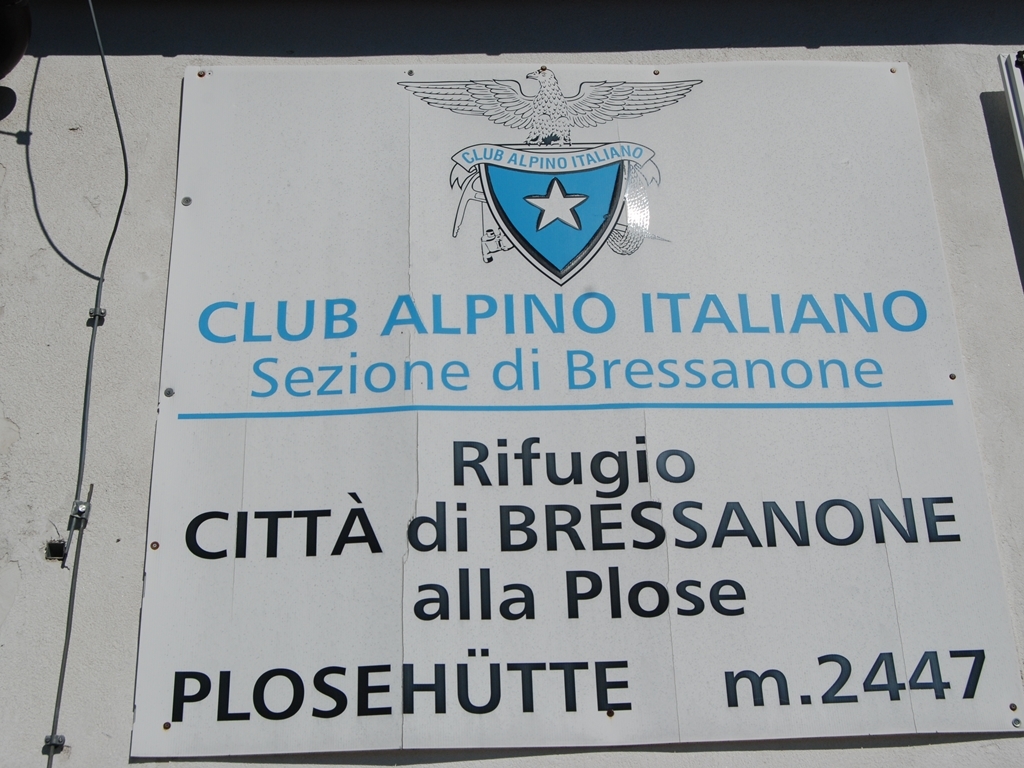 CLUB ALPINO ITALIANO
CLUB ALPINO ITALIANO
Sezione di Bressanone
Rifugio
CITTÀ di BRESSANONE
alla Plose
PLOSEHÜTTE m.2447